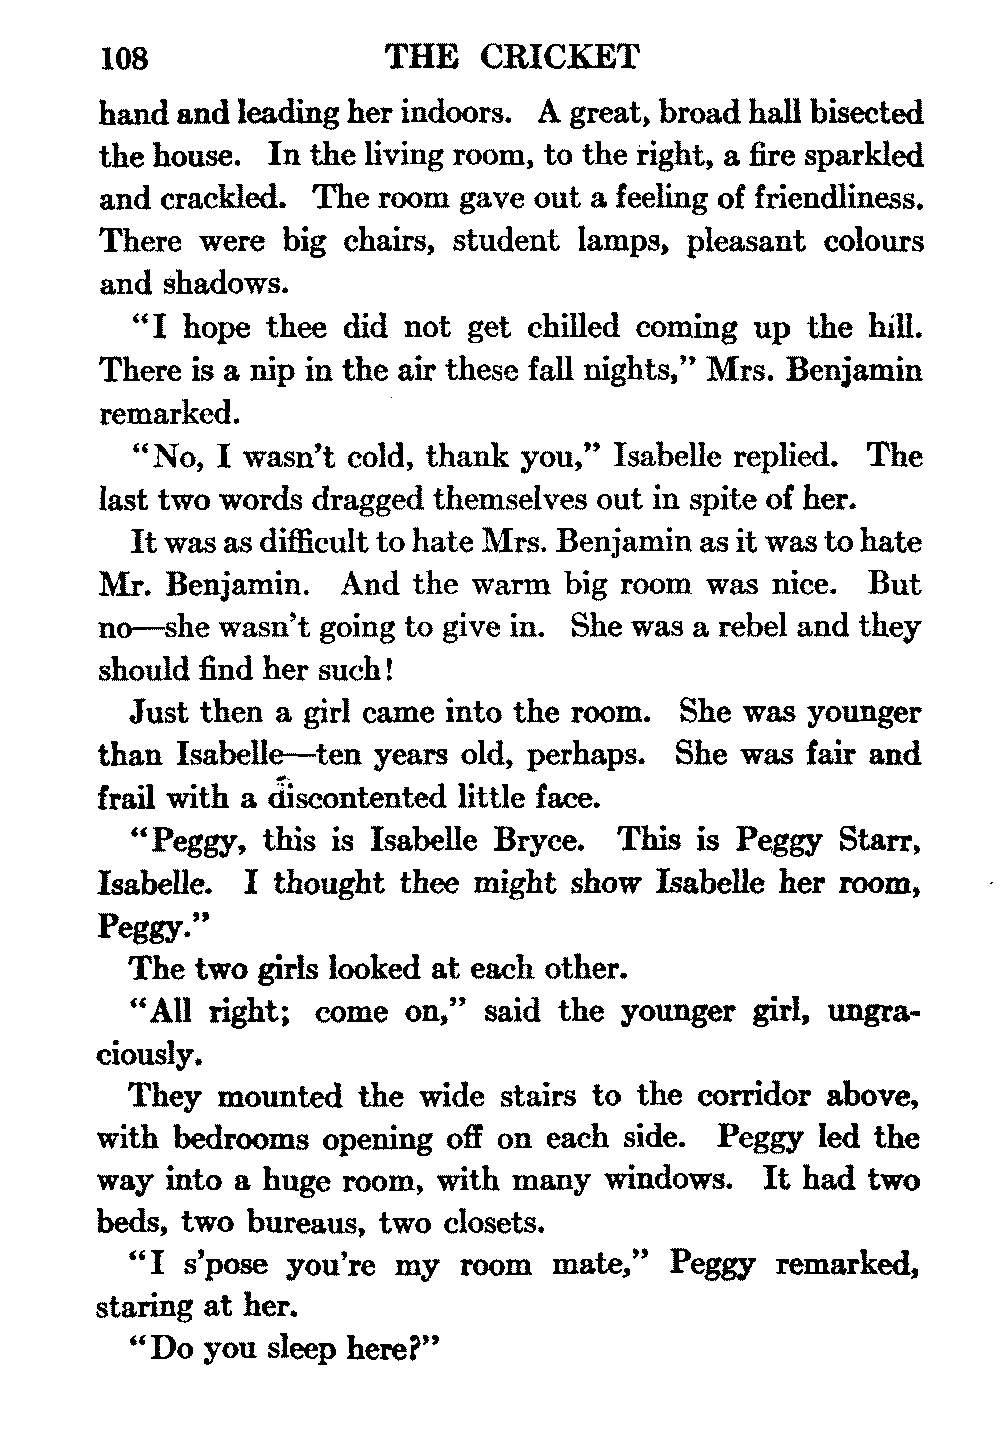 108 THE CRICKET
hand and leading her indoors. A great, broad hall bisected
the house. In the living room, to the right, a fire sparkled
and crackled. The room gave out a feeling of friendliness.
There were big chairs, student lamps, pleasant colours
and shadows.
"I hope thee did not get chilled coming up the hill.
There is a nip in the air these fall nights," Mrs. Benjamin
remarked.
"No, I wasn't cold, thank you," Isabelle replied. The
last two words dragged themselves out in spite of her.
It was as difficult to hate Mrs. Benjamin as it was to hate
Mr. Benjamin. And the warm big room was nice. But
no—she wasn't going to give in. She was a rebel and they
should find her such!
Just then a girl came into the room. She was younger
than Isabelle—ten years old, perhaps. She was fair and
frail with a discontented little face.
"Peggy, this is Isabelle Bryce. This is Peggy Starr,
Isabelle. I thought thee might show Isabelle her room,
Peggy."
The two girls looked at each other.
"All right; come on," said the younger girl, ungra-
ciously.
They mounted the wide stairs to the corridor above,
with bedrooms opening off on each side. Peggy led the
way into a huge room, with many windows. It had two
beds, two bureaus, two closets.
"I s'pose you're my room mate," Peggy remarked,
staring at her.
"Do you sleep here?"